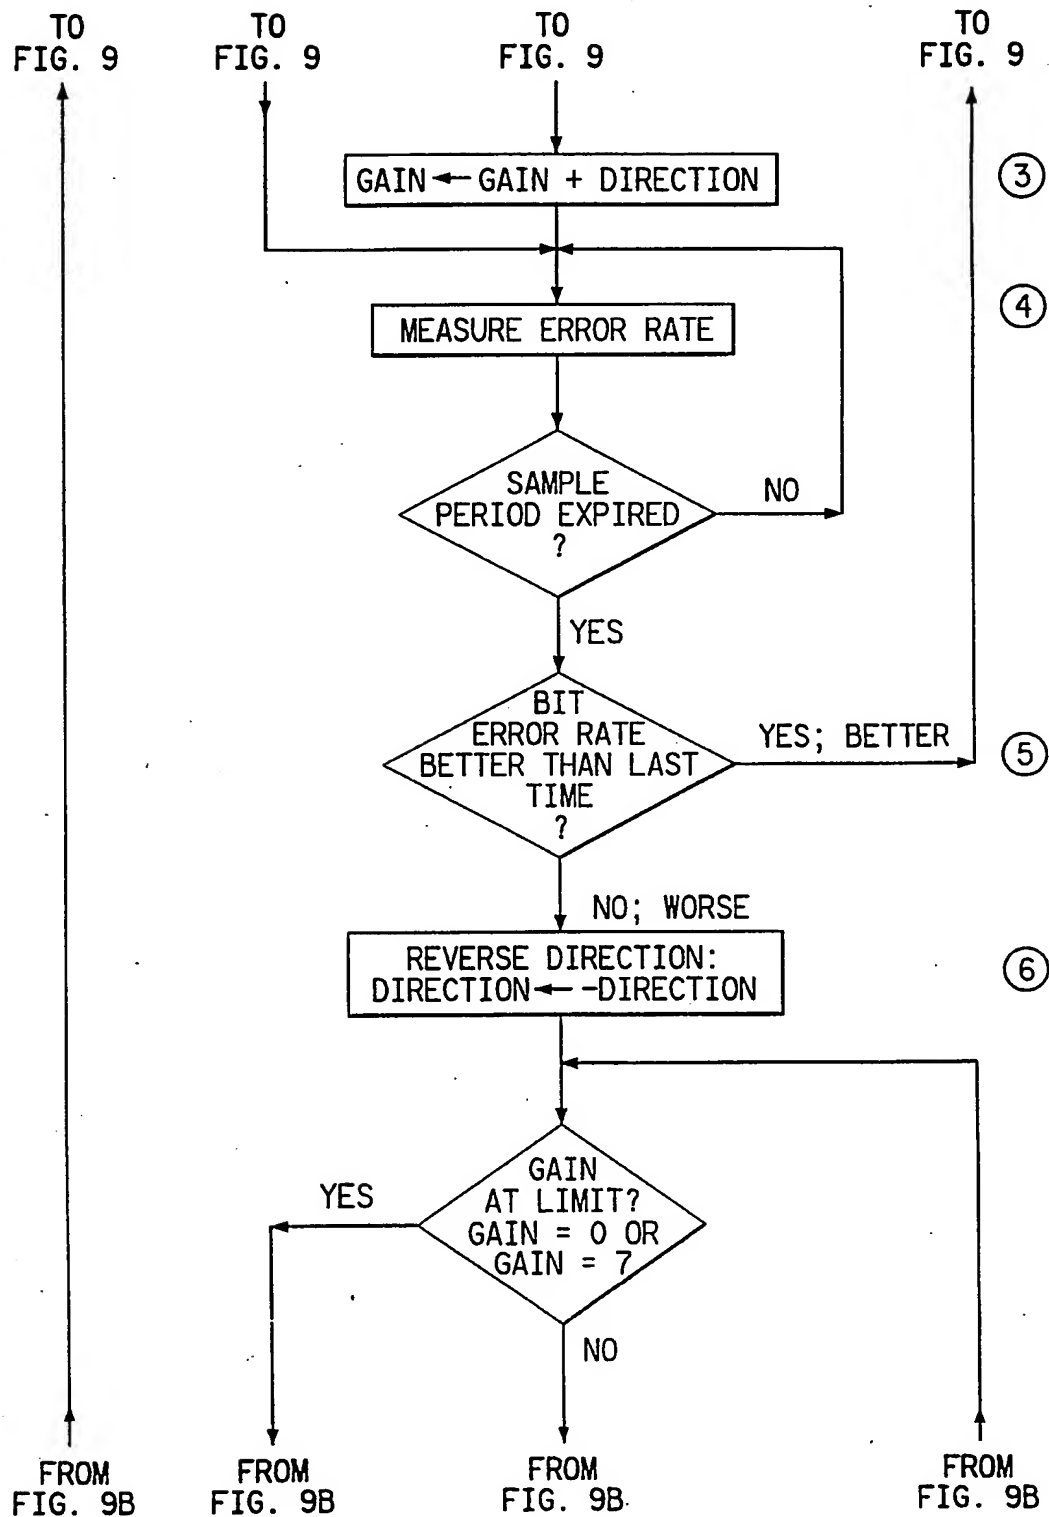 TO
FIG. 9
TO
FIG. 9
TO
FIG. 9
TO
FIG. 9
GAIN ← GAIN + DIRECTION
3
MEASURE ERROR RATE
4
SAMPLE
PERIOD EXPIRED
?
NO
YES
BIT
ERROR RATE
BETTER THAN LAST
TIME
?
YES; BETTER
5
NO; WORSE
REVERSE DIRECTION:
DIRECTION ← -DIRECTION
6
GAIN
AT LIMIT?
GAIN = 0 OR
GAIN = 7
YES
NO
FROM
FIG. 9B
FROM
FIG. 9B
FROM
FIG. 9B
FROM
FIG. 9B